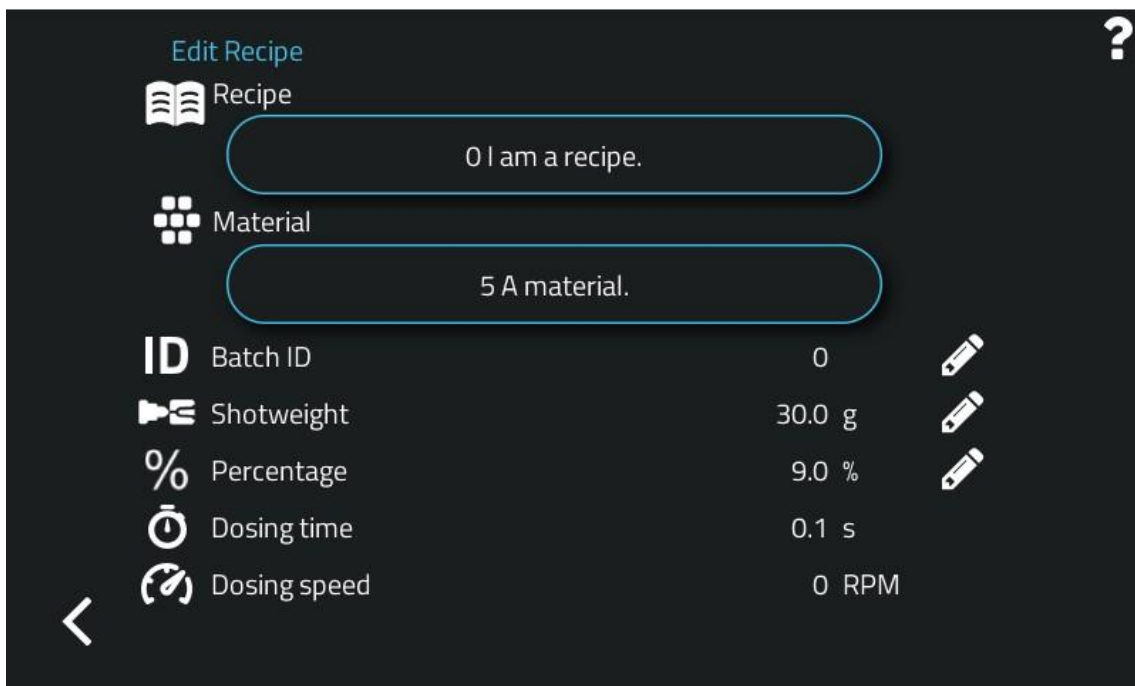 Edit Recipe
?
Recipe
0 I am a recipe.
Material
5 A material.
ID Batch ID 0
Shotweight 30.0 g
% Percentage 9.0 %
Dosing time 0.1 s
Dosing speed 0 RPM